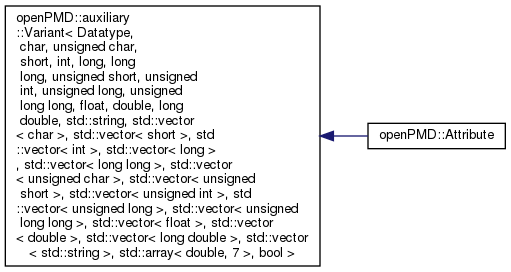 openPMD::auxiliary
::Variant< Datatype,
char, unsigned char,
short, int, long, long
long, unsigned short, unsigned
int, unsigned long, unsigned
long long, float, double, long
double, std::string, std::vector
< char >, std::vector< short >, std
::vector< int >, std::vector< long >
, std::vector< long long >, std::vector
< unsigned char >, std::vector< unsigned
short >, std::vector< unsigned int >, std
::vector< unsigned long >, std::vector< unsigned
long long >, std::vector< float >, std::vector
< double >, std::vector< long double >, std::vector
< std::string >, std::array< double, 7 >, bool >
openPMD::Attribute